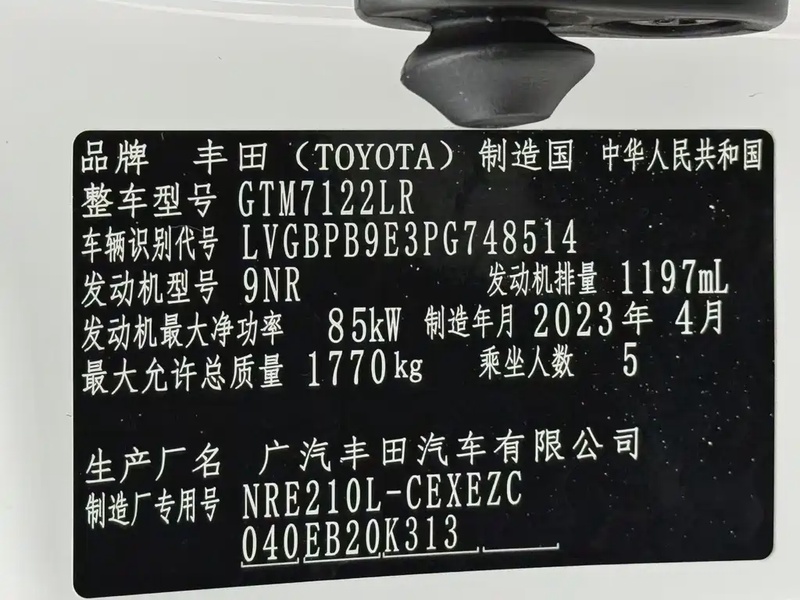 品牌 丰田（TOYOTA）制造国 中华人民共和国
整车型号 GTM7122LR
车辆识别代号 LVGBPB9E3PG748514
发动机型号 9NR 发动机排量 1197mL
发动机最大净功率 85kW 制造年月 2023年 4月
最大允许总质量 1770kg 乘坐人数 5
生产厂名 广汽丰田汽车有限公司
制造厂专用号 NRE210L-CEXEZC
040EB20K313